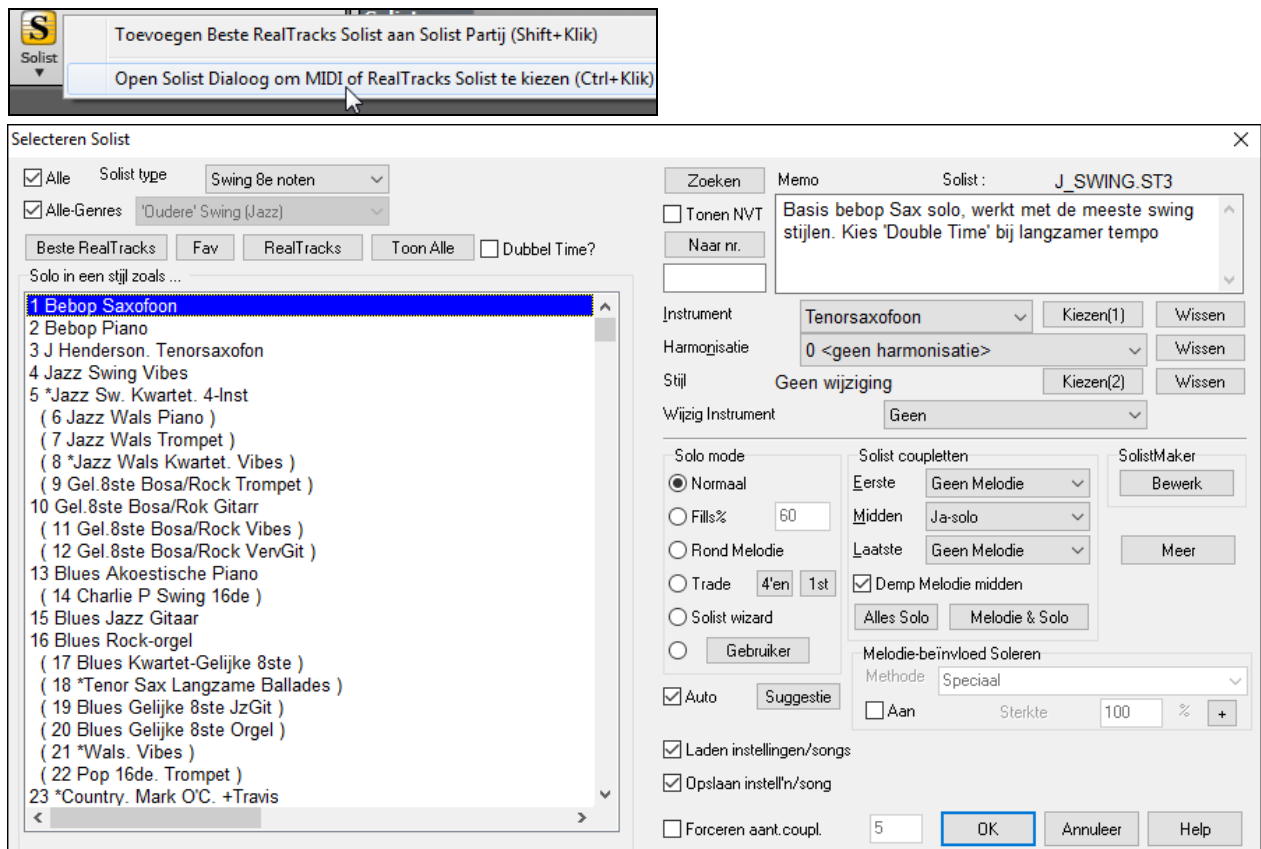 Solist
S
Solist
Toevoegen Beste RealTracks Solist aan Solist Partij (Shift+Klik)
Open Solist Dialoog om MIDI of RealTracks Solist te kiezen (Ctrl+Klik)
Selecteren Solist
Alle Solist type Swing 8e noten
Alle-Genres 'Oudere' Swing (Jazz)
Beste RealTracks Fav RealTracks Toon Alle Dubbel Time?
Solo in een stijl zoals ...
1 Bebop Saxofoon
2 Bebop Piano
3 J Henderson. Tenorsaxofon
4 Jazz Swing Vibes
5 *Jazz Sw. Kwartet. 4-Inst
( 6 Jazz Wals Piano )
( 7 Jazz Wals Trompet )
( 8 *Jazz Wals Kwartet. Vibes )
( 9 Gel.8ste Bosa/Rock Trompet )
10 Gel.8ste Bosa/Rok Gitarr
( 11 Gel.8ste Bosa/Rock Vibes )
( 12 Gel.8ste Bosa/Rock VervGit )
13 Blues Akoestische Piano
( 14 Charlie P Swing 16de )
15 Blues Jazz Gitaar
16 Blues Rock-orgel
( 17 Blues Kwartet-Gelijke 8ste )
( 18 *Tenor Sax Langzame Ballades )
( 19 Blues Gelijke 8ste JzGit )
( 20 Blues Gelijke 8ste Orgel )
( 21 *Wals. Vibes )
( 22 Pop 16de. Trompet )
23 *Country. Mark O'C. +Travis
Zoeken Memo Solist : J_SWING.ST3
Tonen NVT
Naar nr.
Basis bebop Sax solo, werkt met de meeste swing
stijlen. Kies 'Double Time' bij langzamer tempo
Instrument Tenorsaxofoon Kiezen(1) Wissen
Harmonisatie 0 <geen harmonisatie> Wissen
Stijl Geen wijziging Kiezen(2) Wissen
Wijzig Instrument Geen
Solo mode
Normaal
Fills% 60
Rond Melodie
Trade 4'en 1st
Solist wizard
Gebruiker
Auto Suggestie
Solist coupletten
Eerste Geen Melodie
Midden Ja-solo
Laatste Geen Melodie
Demp Melodie midden
Alles Solo Melodie & Solo
SolistMaker
Bewerk
Meer
Melodie-beïnvloed Soleren
Methode Speciaal
Aan Sterkte 100 % +
Laden instellingen/songs
Opslaan instell'n/song
Forceren aant.coupl. 5 OK Annuleer Help